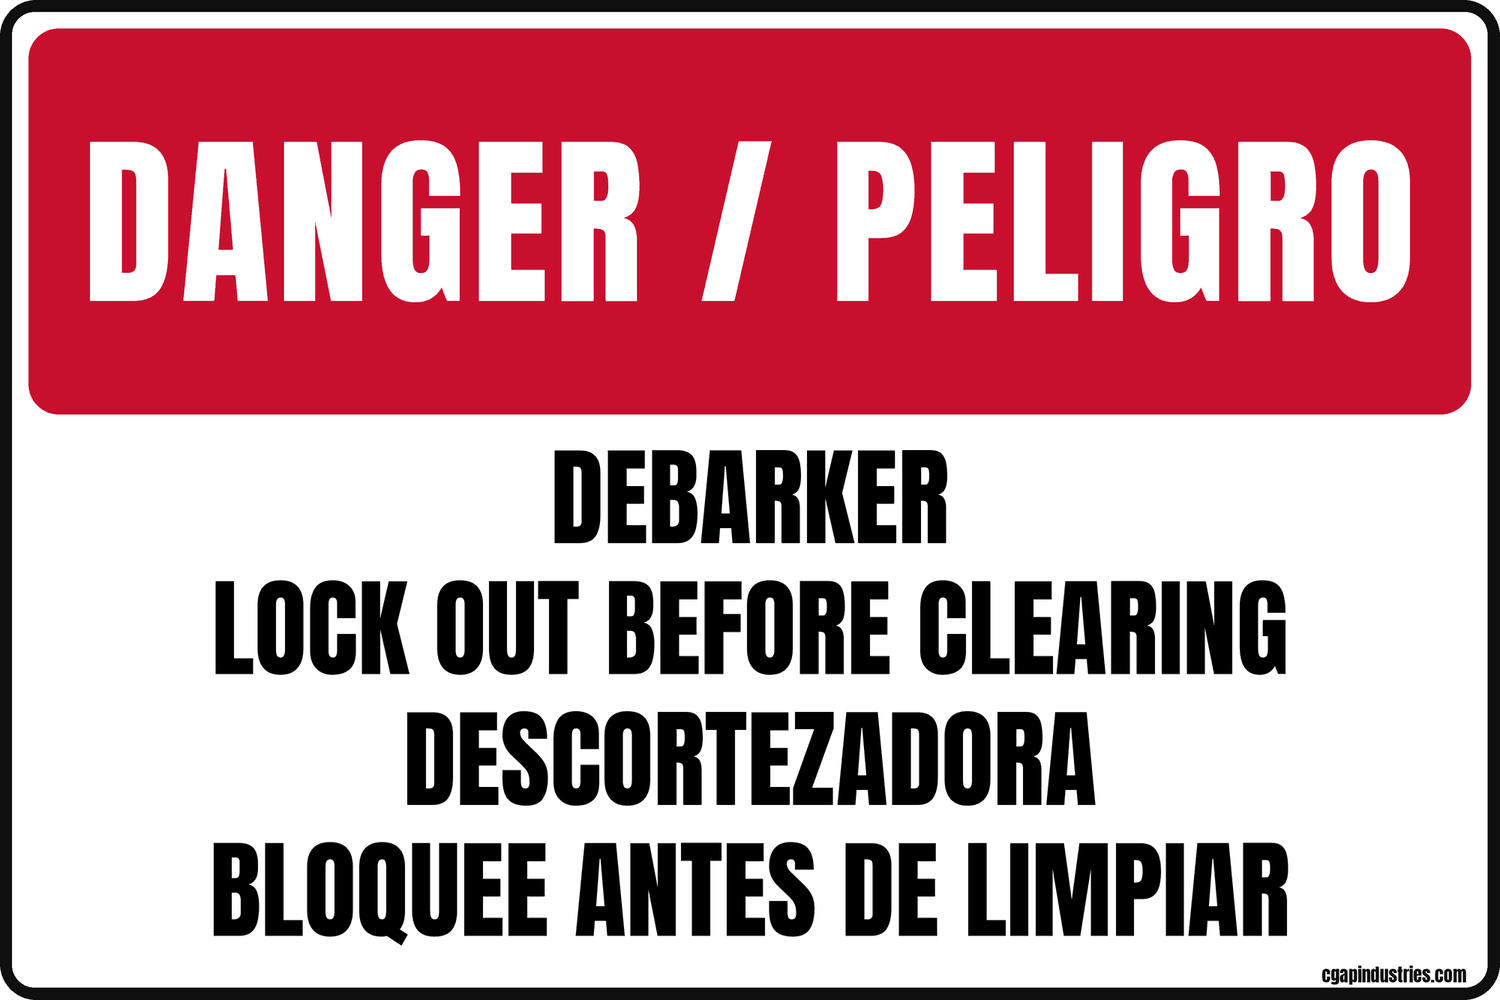 DANGER / PELIGRO
DEBARKER
LOCK OUT BEFORE CLEARING
DESCORTEZADORA
BLOQUEE ANTES DE LIMPIAR
cgapindustries.com